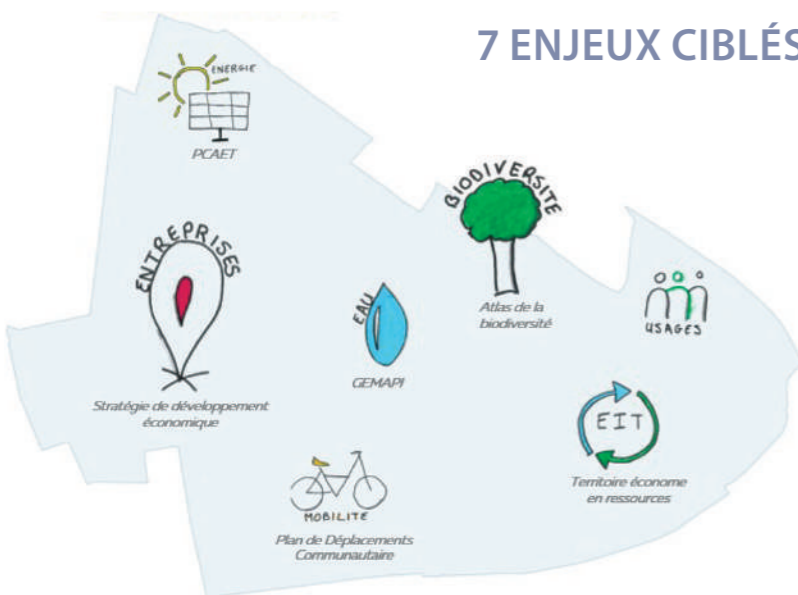 7 ENJEUX CIBLÉS
ENERGIE
PCAET
BIODIVERSITE
Atlas de la
biodiversité
ENTREPRISES
Stratégie de développement
économique
EAU
GEMAPI
USAGES
EIT
Territoire économe
en ressources
MOBILITE
Plan de Déplacements
Communautaire